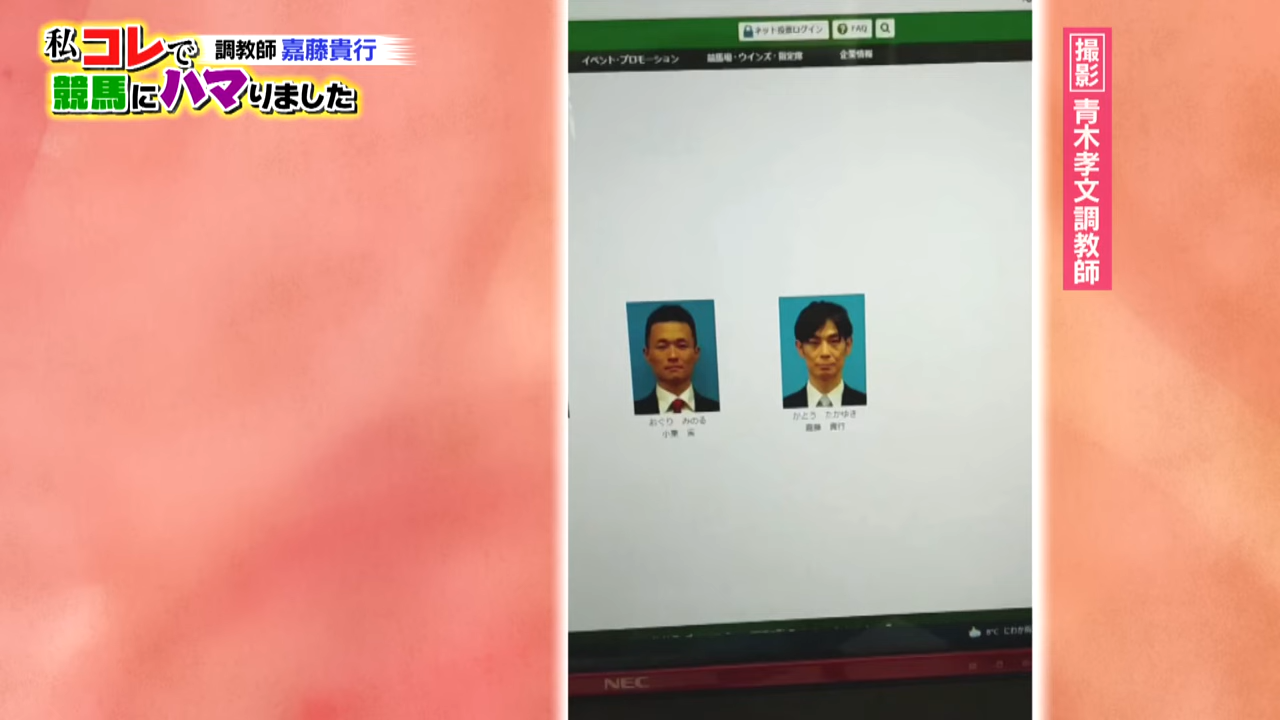 私コレで
調教師 嘉藤貴行
競馬にハマりました
撮影
青木孝文調教師
ネット投票ログイン
FAQ
イベント・プロモーション
競馬場・ウインズ・指定席
企業情報
おぐり みのる
小栗 実
かとう たかゆき
嘉藤 貴行
NEC